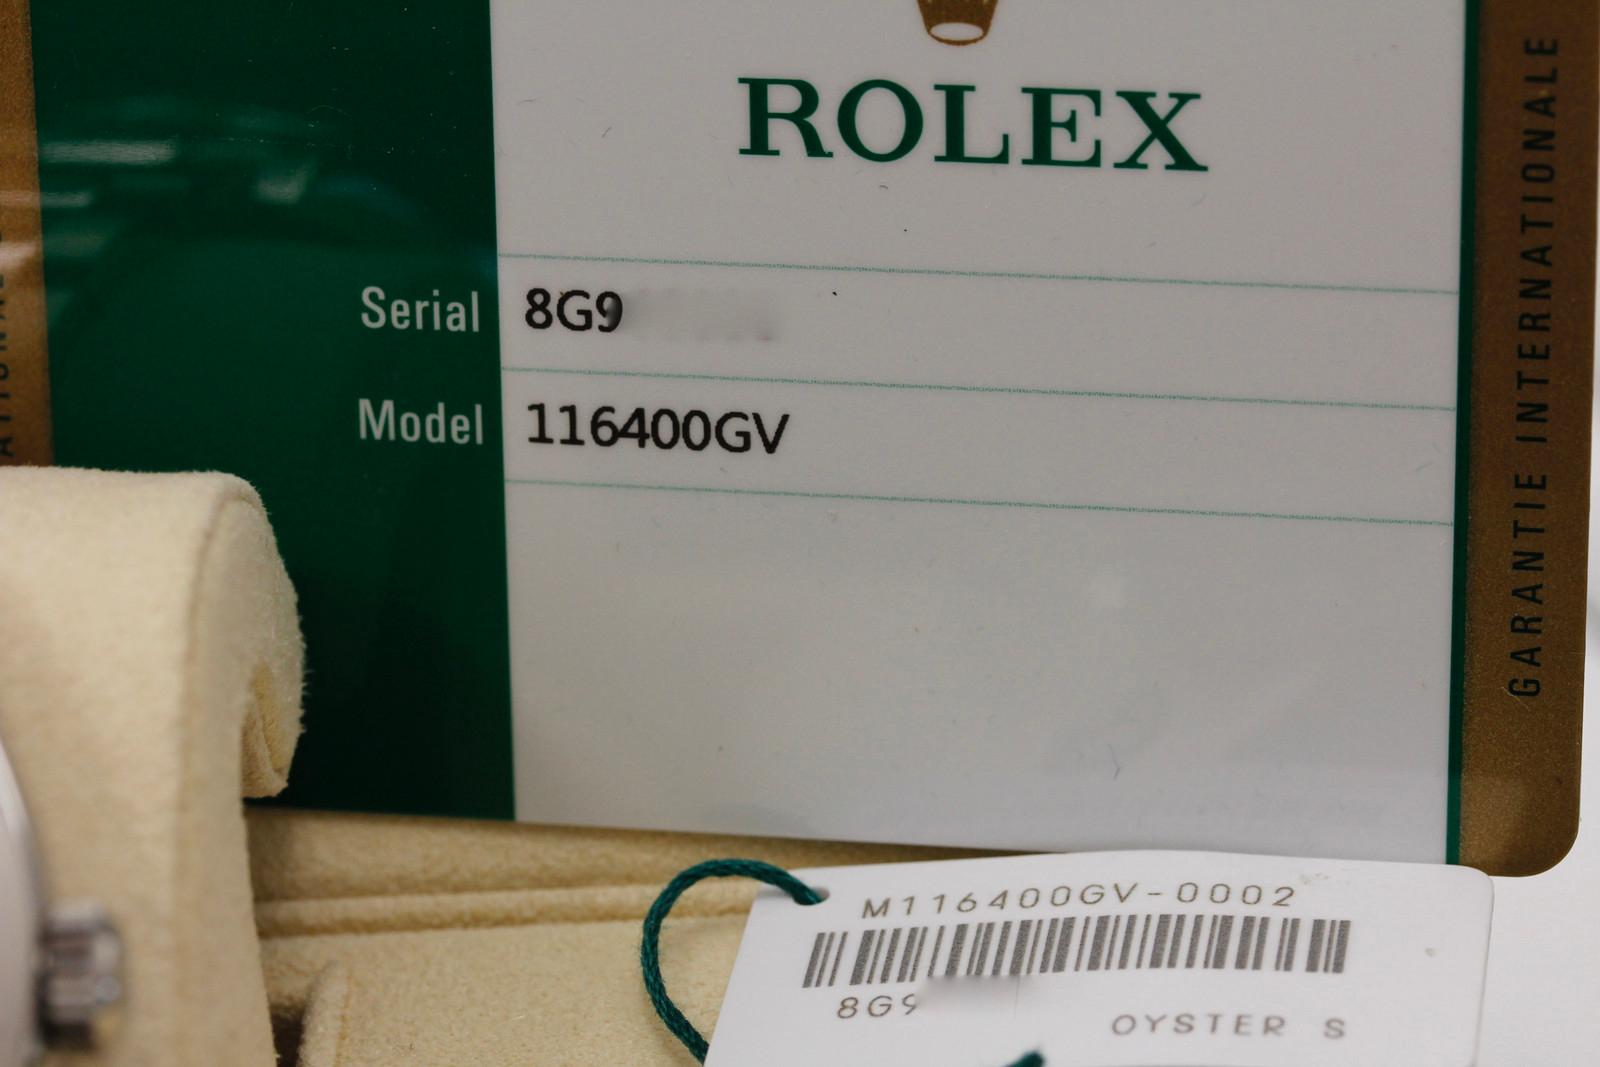 ROLEX
Serial 8G9
Model 116400GV
GARANTIE INTERNATIONALE
M116400GV-0002
8G9
OYSTER S